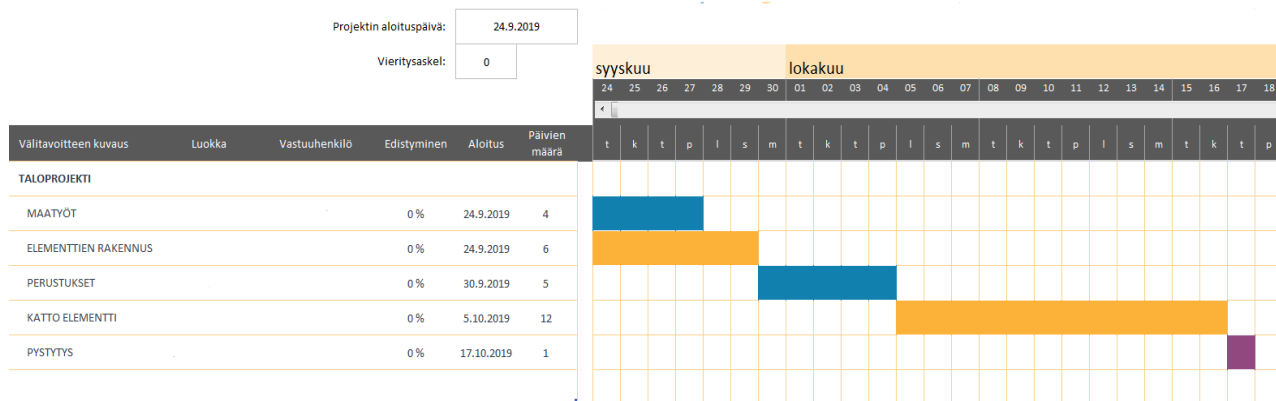 Projektin aloituspäivä: 24.9.2019
Vieritysaskel: 0
syyskuu lokakuu
24 25 26 27 28 29 30 01 02 03 04 05 06 07 08 09 10 11 12 13 14 15 16 17 18
Välitavoitteen kuvaus Luokka Vastuuhenkilö Edistyminen Aloitus Päivien määrä t k t p l s m t k t p l s m t k t p l s m t k t p
TALOPROJEKTI
MAATYÖT 0 % 24.9.2019 4
ELEMENTTIEN RAKENNUS 0 % 24.9.2019 6
PERUSTUKSET 0 % 30.9.2019 5
KATTO ELEMENTTI 0 % 5.10.2019 12
PYSTYTYS 0 % 17.10.2019 1